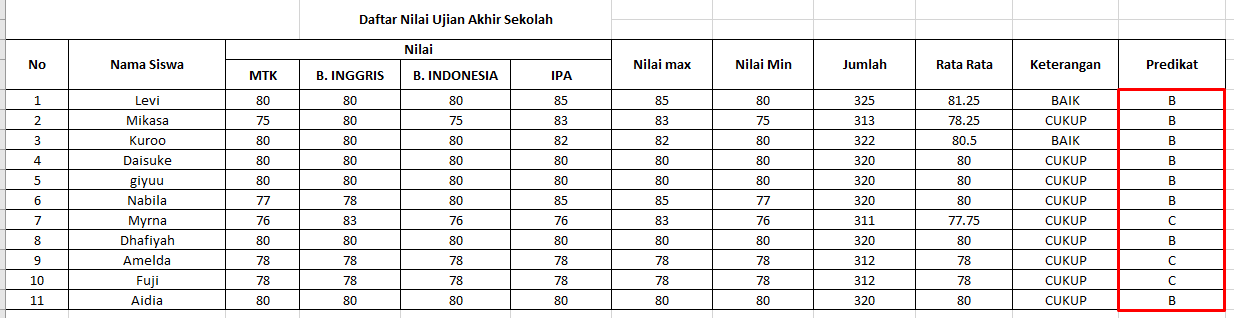 Daftar Nilai Ujian Akhir Sekolah
No Nama Siswa Nilai Nilai max Nilai Min Jumlah Rata Rata Keterangan Predikat
MTK B. INGGRIS B. INDONESIA IPA
1 Levi 80 80 80 85 85 80 325 81.25 BAIK B
2 Mikasa 75 80 75 83 83 75 313 78.25 CUKUP B
3 Kuroo 80 80 80 82 82 80 322 80.5 BAIK B
4 Daisuke 80 80 80 80 80 80 320 80 CUKUP B
5 giyuu 80 80 80 80 80 80 320 80 CUKUP B
6 Nabila 77 78 80 85 85 77 320 80 CUKUP B
7 Myrna 76 83 76 76 83 76 311 77.75 CUKUP C
8 Dhafiyah 80 80 80 80 80 80 320 80 CUKUP B
9 Amelda 78 78 78 78 78 78 312 78 CUKUP C
10 Fuji 78 78 78 78 78 78 312 78 CUKUP C
11 Aidia 80 80 80 80 80 80 320 80 CUKUP B